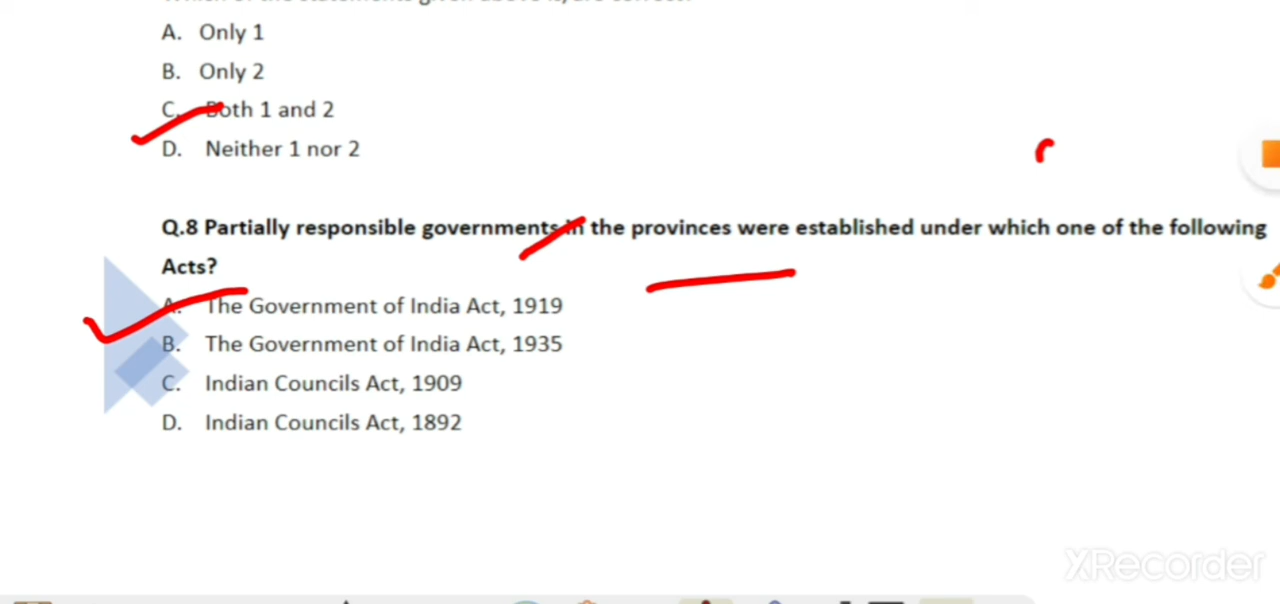 A. Only 1
B. Only 2
C. Both 1 and 2
D. Neither 1 nor 2
Q.8 Partially responsible governments in the provinces were established under which one of the following
Acts?
A. The Government of India Act, 1919
B. The Government of India Act, 1935
C. Indian Councils Act, 1909
D. Indian Councils Act, 1892
XRecorder